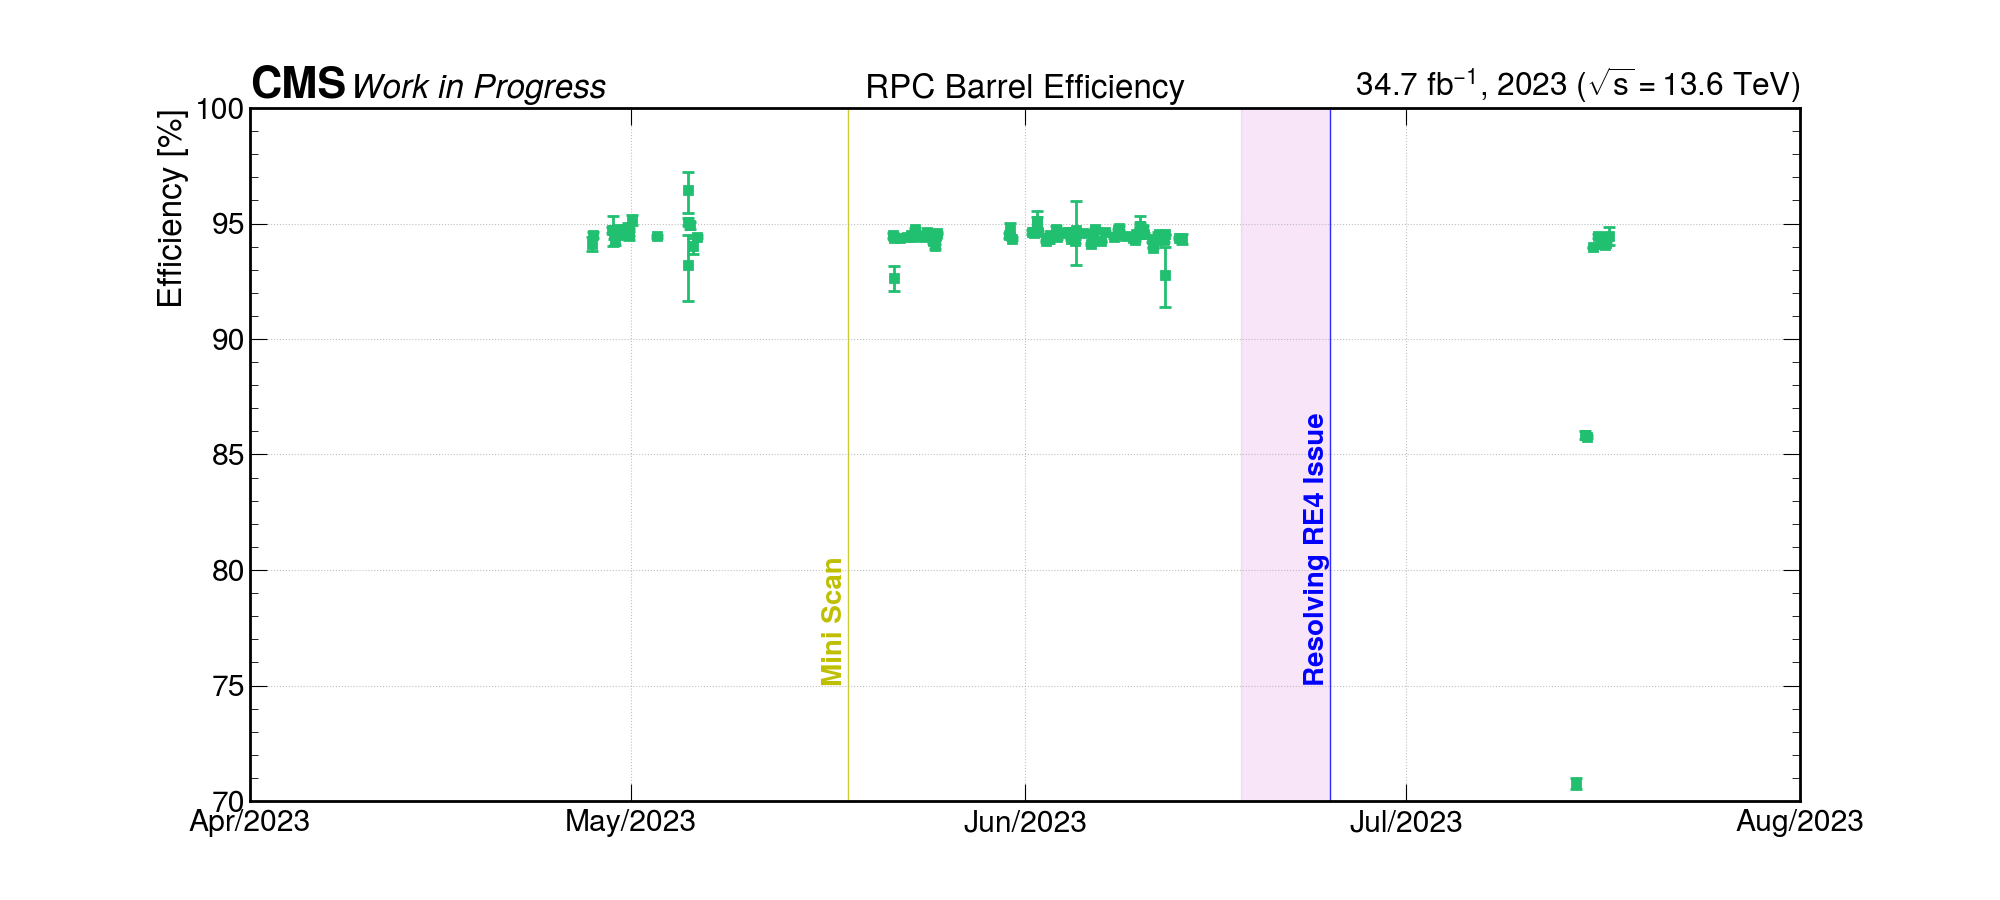 CMS Work in Progress RPC Barrel Efficiency 34.7 fb⁻¹, 2023 (√s = 13.6 TeV)
Efficiency [%]
100
95
90
85
80
75
70
Mini Scan
Resolving RE4 Issue
Apr/2023 May/2023 Jun/2023 Jul/2023 Aug/2023